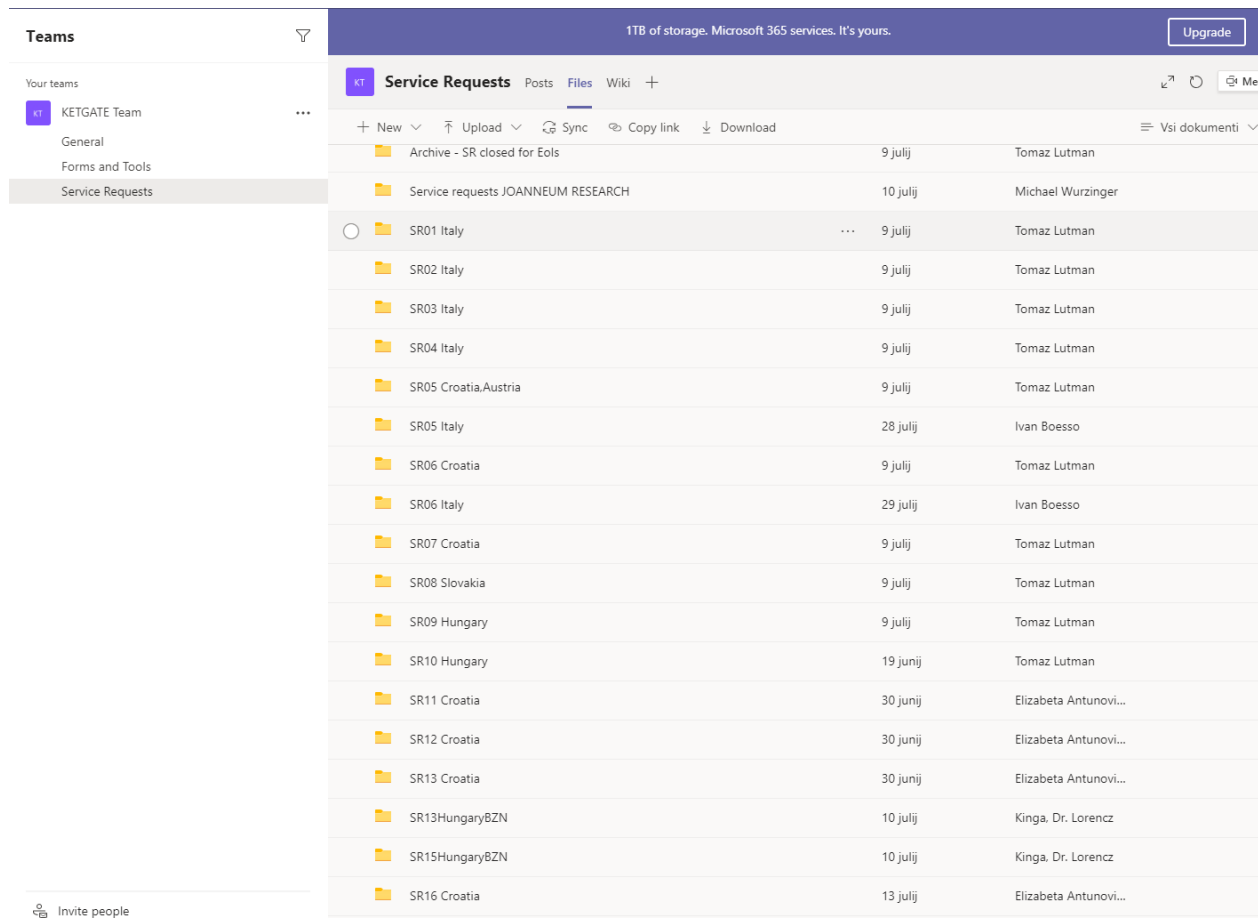 Teams
1TB of storage. Microsoft 365 services. It's yours.
Upgrade
Your teams
KT
KETGATE Team
...
General
Forms and Tools
Service Requests
Invite people
KT
Service Requests
Posts
Files
Wiki
Me
New
Upload
Sync
Copy link
Download
Vsi dokumenti
Archive - SR closed for EoIs 9 julij Tomaz Lutman
Service requests JOANNEUM RESEARCH 10 julij Michael Wurzinger
SR01 Italy ... 9 julij Tomaz Lutman
SR02 Italy 9 julij Tomaz Lutman
SR03 Italy 9 julij Tomaz Lutman
SR04 Italy 9 julij Tomaz Lutman
SR05 Croatia,Austria 9 julij Tomaz Lutman
SR05 Italy 28 julij Ivan Boesso
SR06 Croatia 9 julij Tomaz Lutman
SR06 Italy 29 julij Ivan Boesso
SR07 Croatia 9 julij Tomaz Lutman
SR08 Slovakia 9 julij Tomaz Lutman
SR09 Hungary 9 julij Tomaz Lutman
SR10 Hungary 19 junij Tomaz Lutman
SR11 Croatia 30 junij Elizabeta Antunovi...
SR12 Croatia 30 junij Elizabeta Antunovi...
SR13 Croatia 30 junij Elizabeta Antunovi...
SR13HungaryBZN 10 julij Kinga, Dr. Lorencz
SR15HungaryBZN 10 julij Kinga, Dr. Lorencz
SR16 Croatia 13 julij Elizabeta Antunovi...